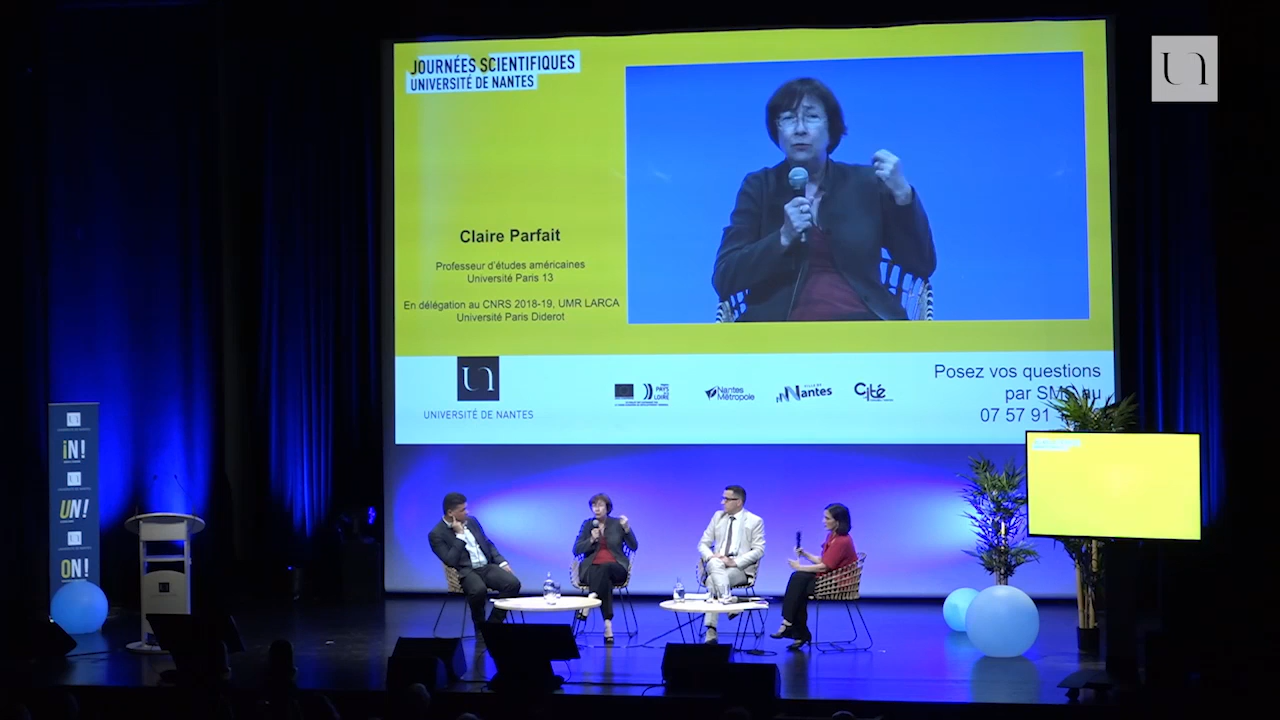 JOURNÉES SCIENTIFIQUES
UNIVERSITÉ DE NANTES
Claire Parfait
Professeur d'études américaines
Université Paris 13
En délégation au CNRS 2018-19, UMR LARCA
Université Paris Diderot
UNIVERSITÉ DE NANTES
PAYS
LOIRE
Nantes
Métropole
Nantes
Cité
Posez vos questions
par SMS au
07 57 91
iN!
UN!
ON!